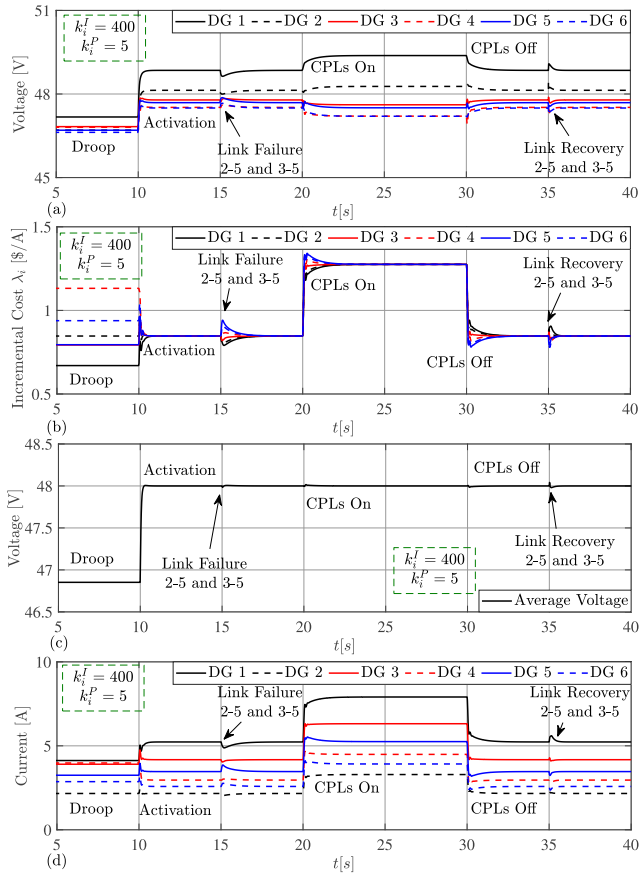 k_i^I = 400
k_i^P = 5
DG 1 DG 2 DG 3 DG 4 DG 5 DG 6
Voltage [V]
51
48
45
Droop
Activation
Link Failure
2-5 and 3-5
CPLs On
CPLs Off
Link Recovery
2-5 and 3-5
5 10 15 20 25 30 35 40
(a)
t[s]
k_i^I = 400
k_i^P = 5
DG 1 DG 2 DG 3 DG 4 DG 5 DG 6
Incremental Cost λ_i [$/A]
1.5
1
0.5
Droop
Activation
Link Failure
2-5 and 3-5
CPLs On
CPLs Off
Link Recovery
2-5 and 3-5
5 10 15 20 25 30 35 40
(b)
t[s]
Voltage [V]
48.5
48
47.5
47
46.5
Droop
Activation
Link Failure
2-5 and 3-5
CPLs On
CPLs Off
Link Recovery
2-5 and 3-5
k_i^I = 400
k_i^P = 5
Average Voltage
5 10 15 20 25 30 35 40
(c)
t[s]
k_i^I = 400
k_i^P = 5
DG 1 DG 2 DG 3 DG 4 DG 5 DG 6
Current [A]
10
5
0
Droop
Activation
Link Failure
2-5 and 3-5
CPLs On
CPLs Off
Link Recovery
2-5 and 3-5
5 10 15 20 25 30 35 40
(d)
t[s]